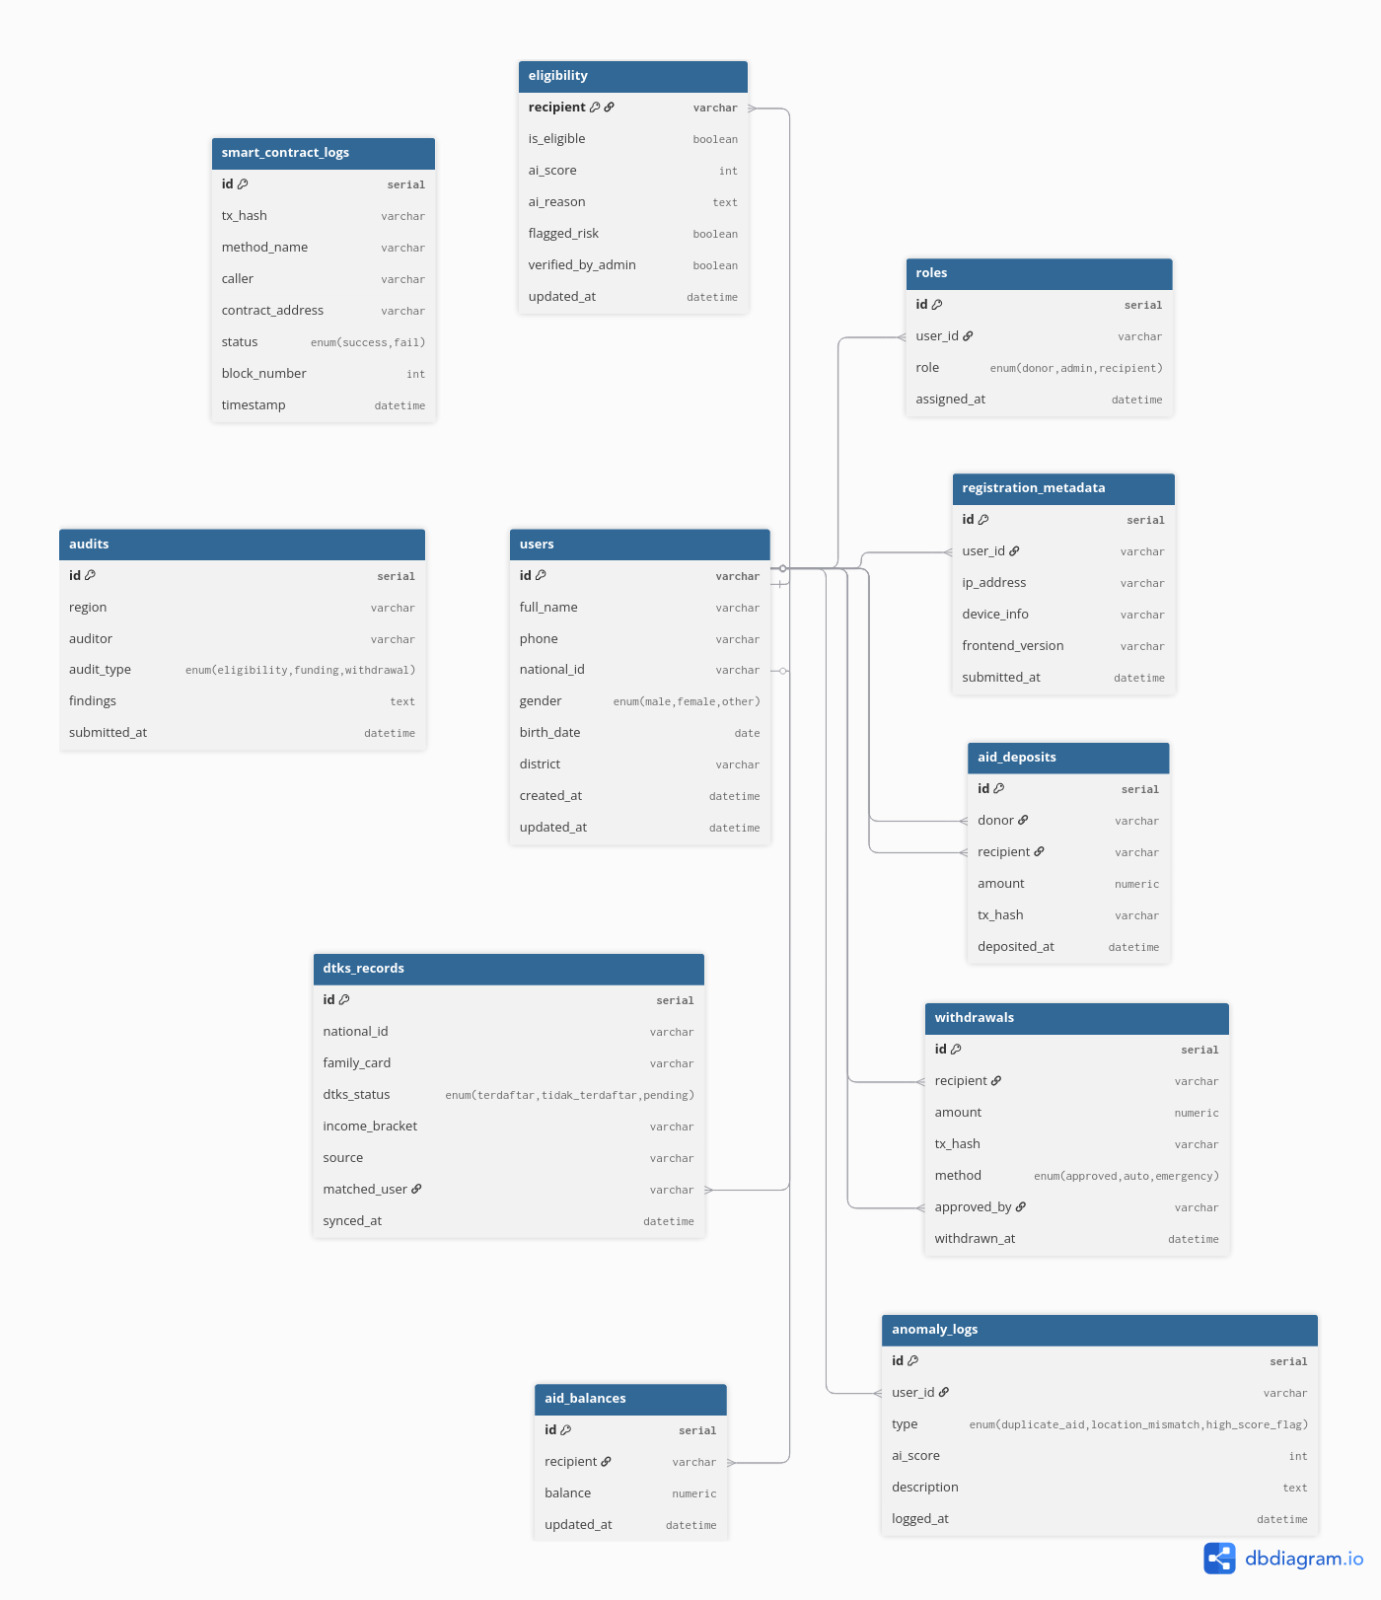 eligibility
recipient varchar
is_eligible boolean
ai_score int
ai_reason text
flagged_risk boolean
verified_by_admin boolean
updated_at datetime
smart_contract_logs
id serial
tx_hash varchar
method_name varchar
caller varchar
contract_address varchar
status enum(success,fail)
block_number int
timestamp datetime
roles
id serial
user_id varchar
role enum(donor,admin,recipient)
assigned_at datetime
registration_metadata
id serial
user_id varchar
ip_address varchar
device_info varchar
frontend_version varchar
submitted_at datetime
audits
id serial
region varchar
auditor varchar
audit_type enum(eligibility,funding,withdrawal)
findings text
submitted_at datetime
users
id varchar
full_name varchar
phone varchar
national_id varchar
gender enum(male,female,other)
birth_date date
district varchar
created_at datetime
updated_at datetime
aid_deposits
id serial
donor varchar
recipient varchar
amount numeric
tx_hash varchar
deposited_at datetime
dtks_records
id serial
national_id varchar
family_card varchar
dtks_status enum(terdaftar,tidak_terdaftar,pending)
income_bracket varchar
source varchar
matched_user varchar
synced_at datetime
withdrawals
id serial
recipient varchar
amount numeric
tx_hash varchar
method enum(approved,auto,emergency)
approved_by varchar
withdrawn_at datetime
anomaly_logs
id serial
user_id varchar
type enum(duplicate_aid,location_mismatch,high_score_flag)
ai_score int
description text
logged_at datetime
aid_balances
id serial
recipient varchar
balance numeric
updated_at datetime
dbdiagram.io